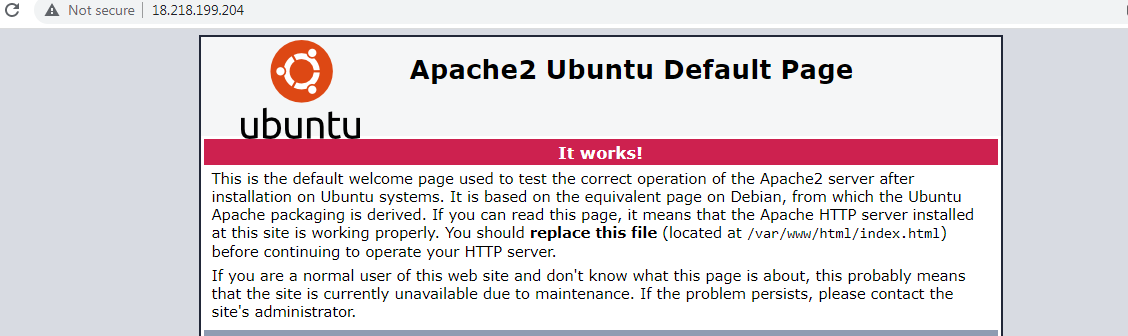 Not secure | 18.218.199.204
Apache2 Ubuntu Default Page
ubuntu
It works!
This is the default welcome page used to test the correct operation of the Apache2 server after
installation on Ubuntu systems. It is based on the equivalent page on Debian, from which the Ubuntu
Apache packaging is derived. If you can read this page, it means that the Apache HTTP server installed
at this site is working properly. You should replace this file (located at /var/www/html/index.html)
before continuing to operate your HTTP server.
If you are a normal user of this web site and don't know what this page is about, this probably means
that the site is currently unavailable due to maintenance. If the problem persists, please contact the
site's administrator.